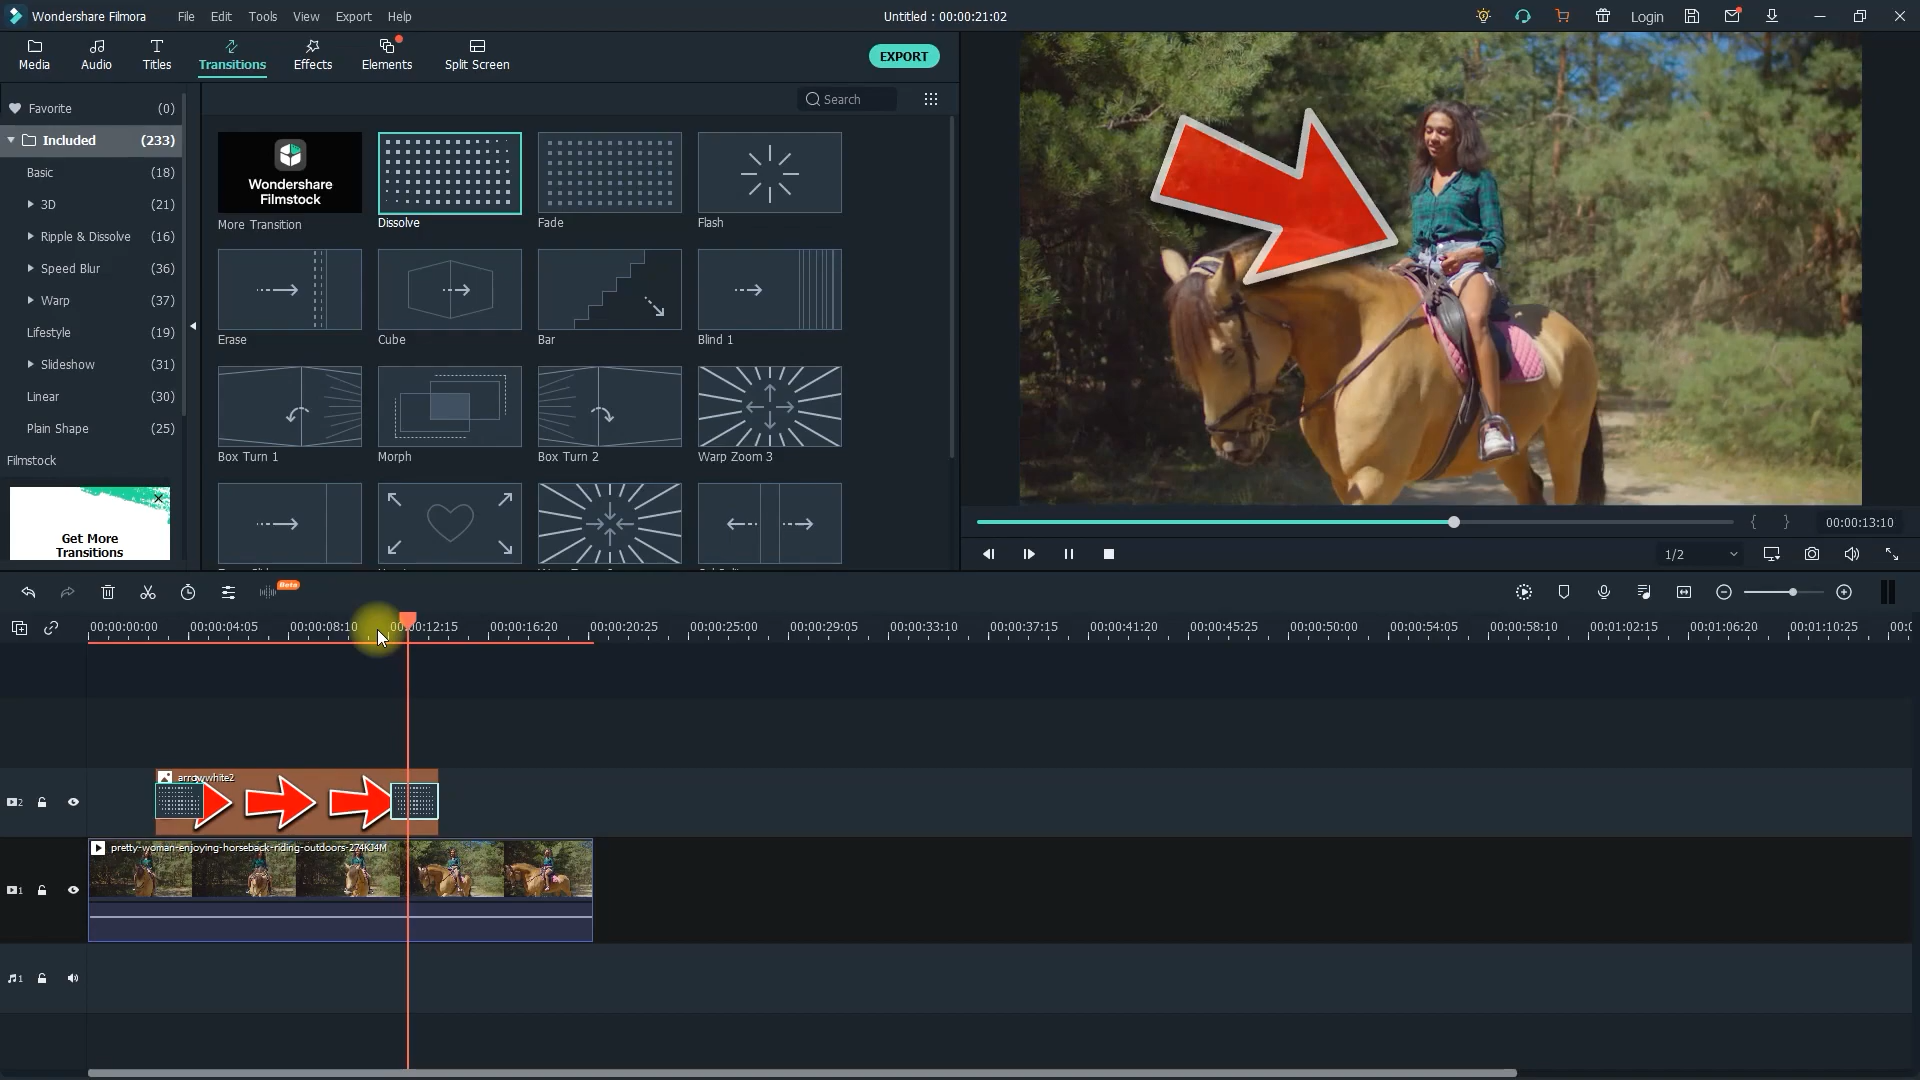 Wondershare Filmora File Edit Tools View Export Help Untitled : 00:00:21:02 Login
Media Audio Titles Transitions Effects Elements Split Screen EXPORT
Search
Favorite (0)
Included (233)
Basic (18)
3D (21)
Ripple & Dissolve (16)
Speed Blur (36)
Warp (37)
Lifestyle (19)
Slideshow (31)
Linear (30)
Plain Shape (25)
Filmstock
Get More
Transitions
Wondershare
Filmstock
More Transition Dissolve Fade Flash
Erase Cube Bar Blind 1
Box Turn 1 Morph Box Turn 2 Warp Zoom 3
{ } 00:00:13:10
1/2
Beta
00:00:00:00 00:00:04:05 00:00:08:10 00:00:12:15 00:00:16:20 00:00:20:25 00:00:25:00 00:00:29:05 00:00:33:10 00:00:37:15 00:00:41:20 00:00:45:25 00:00:50:00 00:00:54:05 00:00:58:10 00:01:02:15 00:01:06:20 00:01:10:25
arrowwhite2
2
pretty-woman-enjoying-horseback-riding-outdoors-274KJ4M
1
1